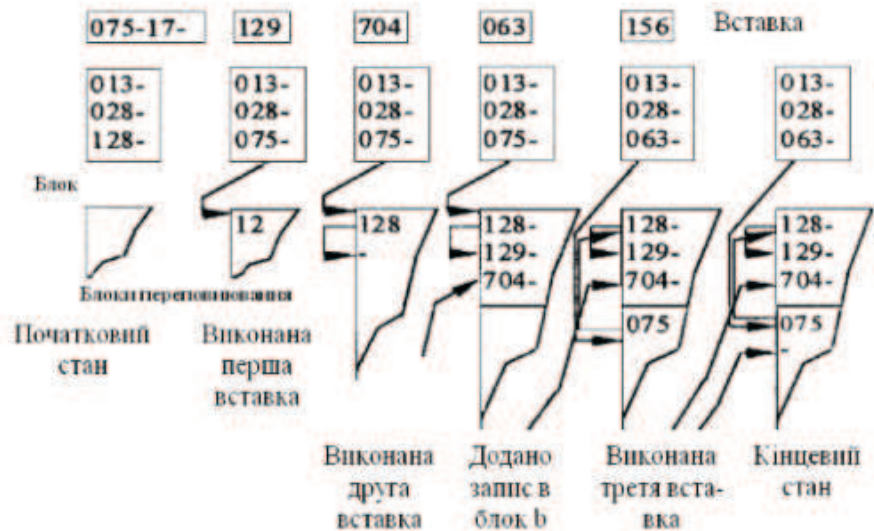 075-17- 129 704 063 156 Вставка
013- 013- 013- 013- 013- 013-
028- 028- 028- 028- 028- 028-
128- 075- 075- 075- 063- 063-
Блок
12 128 128- 128- 128-
- 129- 129- 129-
704- 704- 704-
075 075
-
Блоки переповнювання
Початковий
стан
Виконана
перша
вставка
Виконана
друга
вставка
Додано
запис в
блок b
Виконана
третя вста-
вка
Кінцевий
стан